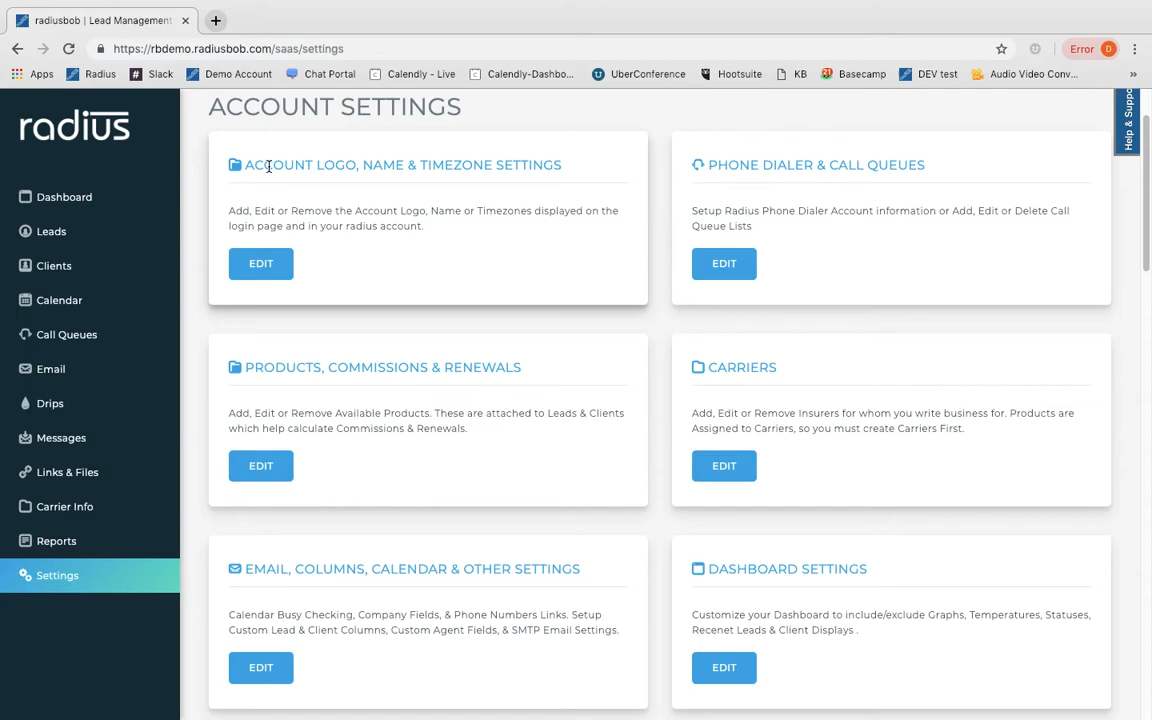 radiusbob | Lead Management
https://rbdemo.radiusbob.com/saas/settings
Error D
Apps Radius Slack Demo Account Chat Portal Calendly - Live Calendly-Dashbo... UberConference Hootsuite KB Basecamp DEV test Audio Video Conv... »
radius
Dashboard
Leads
Clients
Calendar
Call Queues
Email
Drips
Messages
Links & Files
Carrier Info
Reports
Settings
ACCOUNT SETTINGS
Help & Suppo
ACCOUNT LOGO, NAME & TIMEZONE SETTINGS
Add, Edit or Remove the Account Logo, Name or Timezones displayed on the
login page and in your radius account.
EDIT
PHONE DIALER & CALL QUEUES
Setup Radius Phone Dialer Account information or Add, Edit or Delete Call
Queue Lists
EDIT
PRODUCTS, COMMISSIONS & RENEWALS
Add, Edit or Remove Available Products. These are attached to Leads & Clients
which help calculate Commissions & Renewals.
EDIT
CARRIERS
Add, Edit or Remove Insurers for whom you write business for. Products are
Assigned to Carriers, so you must create Carriers First.
EDIT
EMAIL, COLUMNS, CALENDAR & OTHER SETTINGS
Calendar Busy Checking, Company Fields, & Phone Numbers Links. Setup
Custom Lead & Client Columns, Custom Agent Fields, & SMTP Email Settings.
EDIT
DASHBOARD SETTINGS
Customize your Dashboard to include/exclude Graphs, Temperatures, Statuses,
Recenet Leads & Client Displays .
EDIT